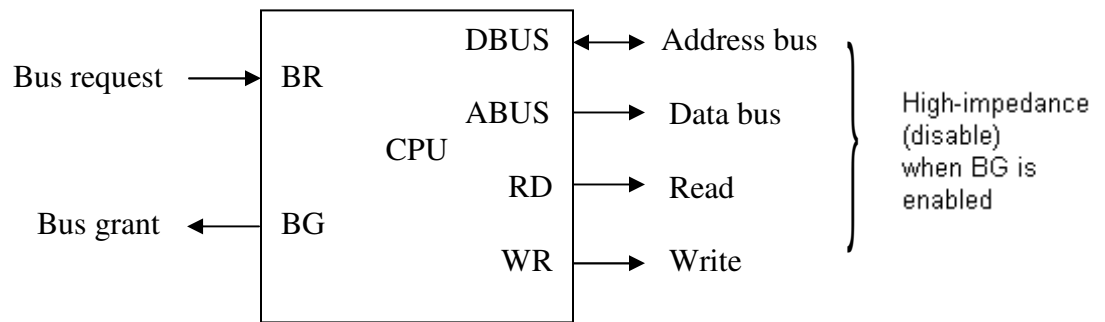 DBUS
Address bus
Bus request
BR
ABUS
Data bus
CPU
RD
Read
Bus grant
BG
WR
Write
High-impedance
(disable)
when BG is
enabled